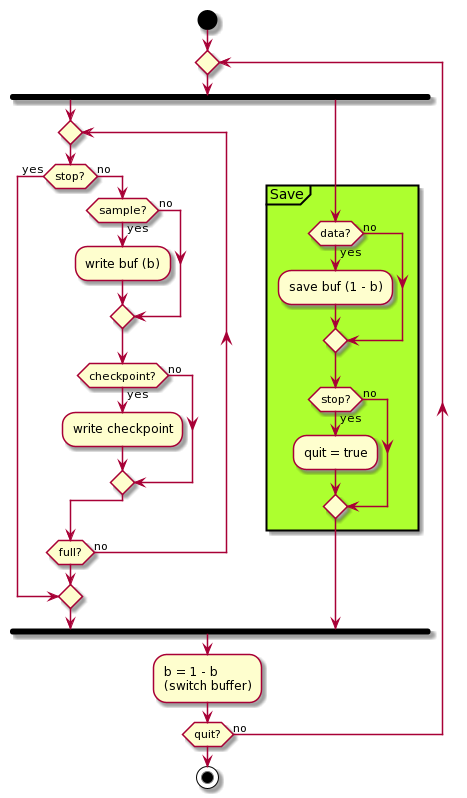 stop?
yes
no
sample?
no
yes
write buf (b)
checkpoint?
no
yes
write checkpoint
full?
no
Save
data?
no
yes
save buf (1 - b)
stop?
no
yes
quit = true
b = 1 - b
(switch buffer)
quit?
no